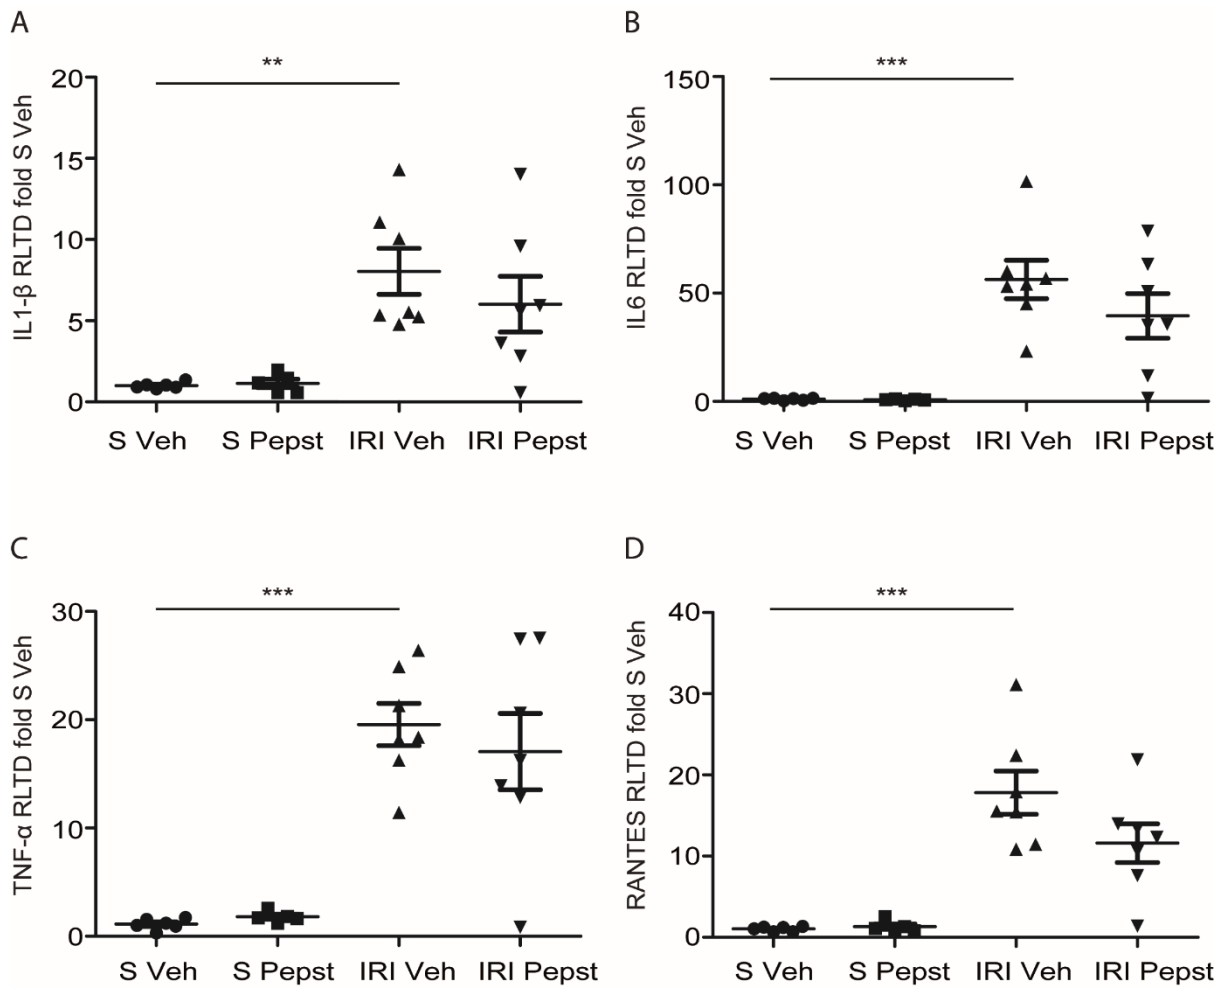 A
**
IL1-β RLTD fold S Veh
20
15
10
5
0
S Veh S Pepst IRI Veh IRI Pepst
B
***
IL6 RLTD fold S Veh
150
100
50
0
S Veh S Pepst IRI Veh IRI Pepst
C
***
TNF-α RLTD fold S Veh
30
20
10
0
S Veh S Pepst IRI Veh IRI Pepst
D
***
RANTES RLTD fold S Veh
40
30
20
10
0
S Veh S Pepst IRI Veh IRI Pepst